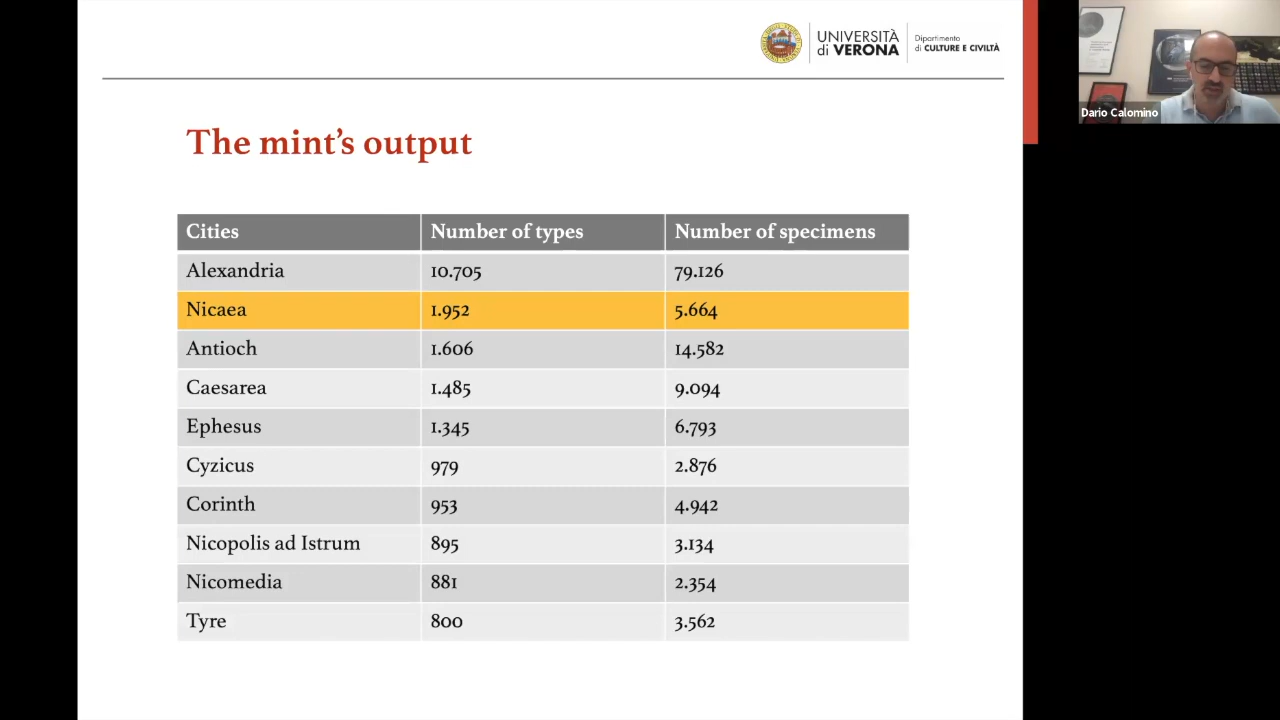 UNIVERSITÀ
di VERONA
Dipartimento
di CULTURE E CIVILTÀ
Dario Calomino
The mint's output
Cities Number of types Number of specimens
Alexandria 10.705 79.126
Nicaea 1.952 5.664
Antioch 1.606 14.582
Caesarea 1.485 9.094
Ephesus 1.345 6.793
Cyzicus 979 2.876
Corinth 953 4.942
Nicopolis ad Istrum 895 3.134
Nicomedia 881 2.354
Tyre 800 3.562